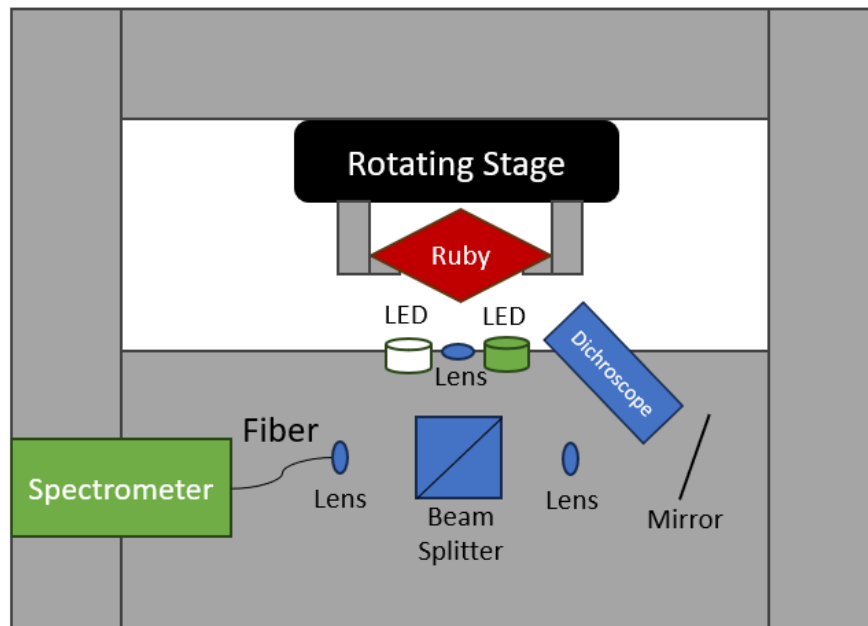 Rotating Stage
Ruby
LED
LED
Lens
Dichroscope
Fiber
Spectrometer
Lens
Beam
Splitter
Lens
Mirror